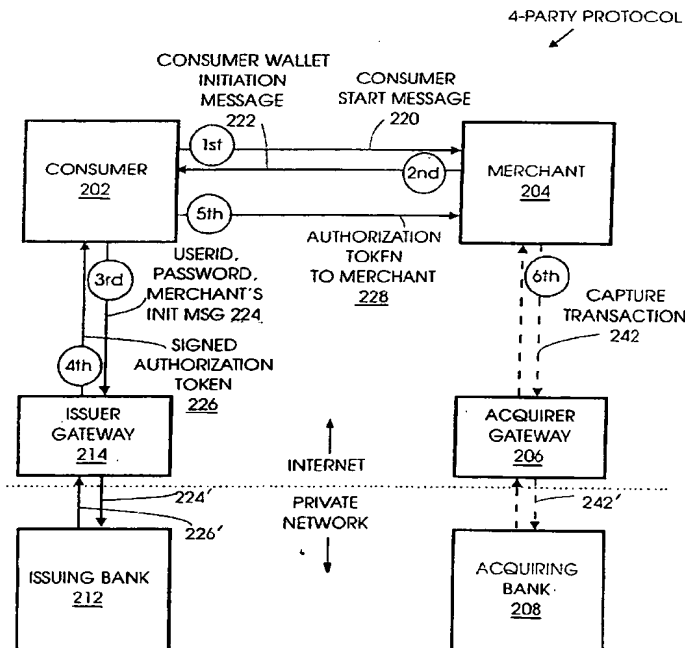 4-PARTY PROTOCOL
CONSUMER WALLET
INITIATION
MESSAGE
222
CONSUMER
START MESSAGE
220
CONSUMER
202
1st
2nd
MERCHANT
204
5th
AUTHORIZATION
TOKEN
TO MERCHANT
228
3rd
USERID,
PASSWORD,
MERCHANT'S
INIT MSG 224
6th
CAPTURE
TRANSACTION
242
4th
SIGNED
AUTHORIZATION
TOKEN
226
ISSUER
GATEWAY
214
ACQUIRER
GATEWAY
206
INTERNET
PRIVATE
NETWORK
224'
226'
242'
ISSUING BANK
212
ACQUIRING
BANK
208